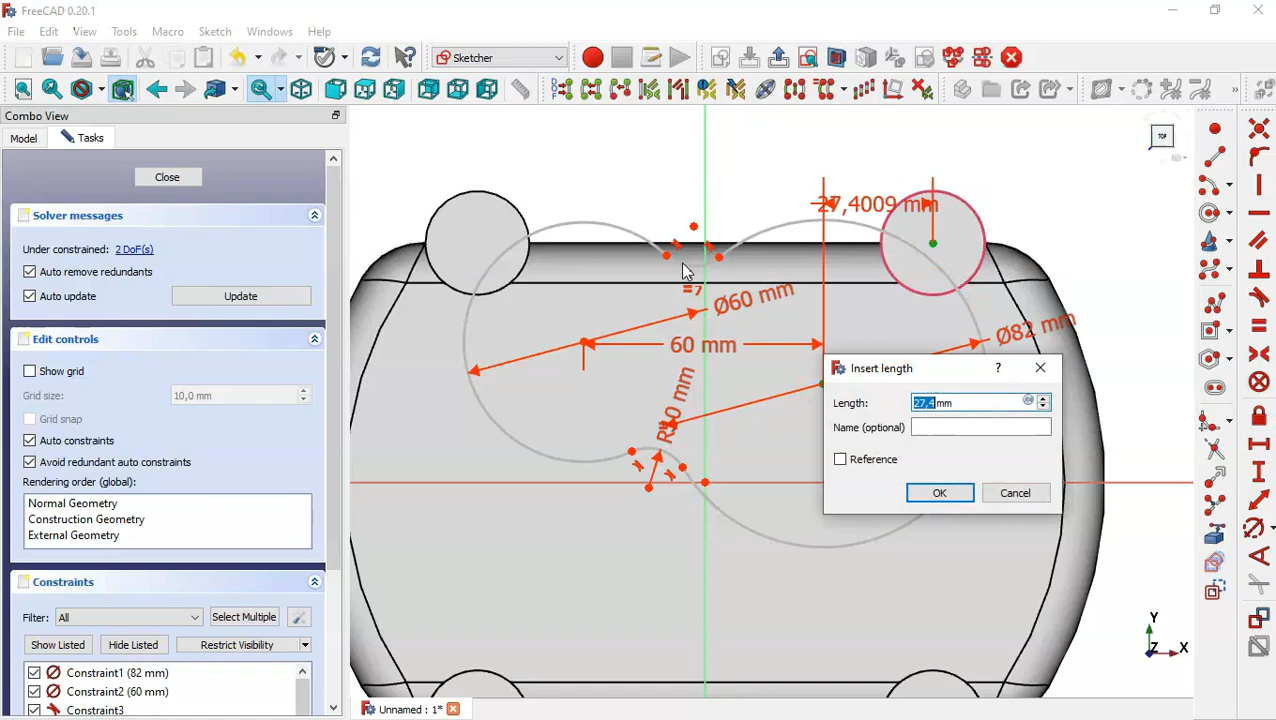 FreeCAD 0.20.1
File Edit View Tools Macro Sketch Windows Help
Sketcher
Combo View
Model Tasks
Close
Solver messages
Under constrained: 2 DoF(s)
Auto remove redundants
Auto update Update
Edit controls
Show grid
Grid size: 10,0 mm
Grid snap
Auto constraints
Avoid redundant auto constraints
Rendering order (global):
Normal Geometry
Construction Geometry
External Geometry
Constraints
Filter: All Select Multiple
Show Listed Hide Listed Restrict Visibility
Constraint1 (82 mm)
Constraint2 (60 mm)
Constraint3
TOP
27,4009 mm
Ø60 mm
60 mm
Ø82 mm
Insert length ?
Length: 27,4 mm
Name (optional)
Reference
OK Cancel
Y
Z X
Unnamed : 1*